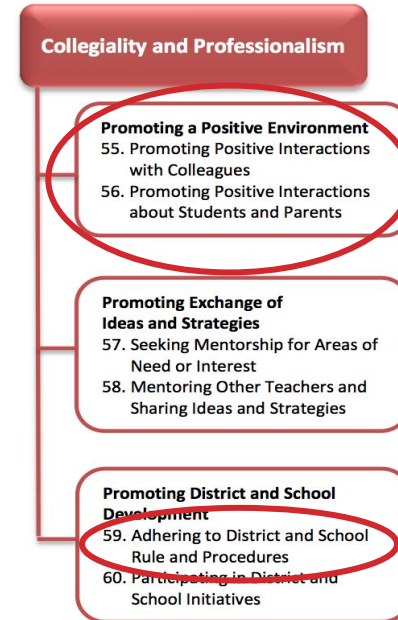 Collegiality and Professionalism
Promoting a Positive Environment
55. Promoting Positive Interactions
with Colleagues
56. Promoting Positive Interactions
about Students and Parents
Promoting Exchange of
Ideas and Strategies
57. Seeking Mentorship for Areas of
Need or Interest
58. Mentoring Other Teachers and
Sharing Ideas and Strategies
Promoting District and School
Development
59. Adhering to District and School
Rule and Procedures
60. Participating in District and
School Initiatives